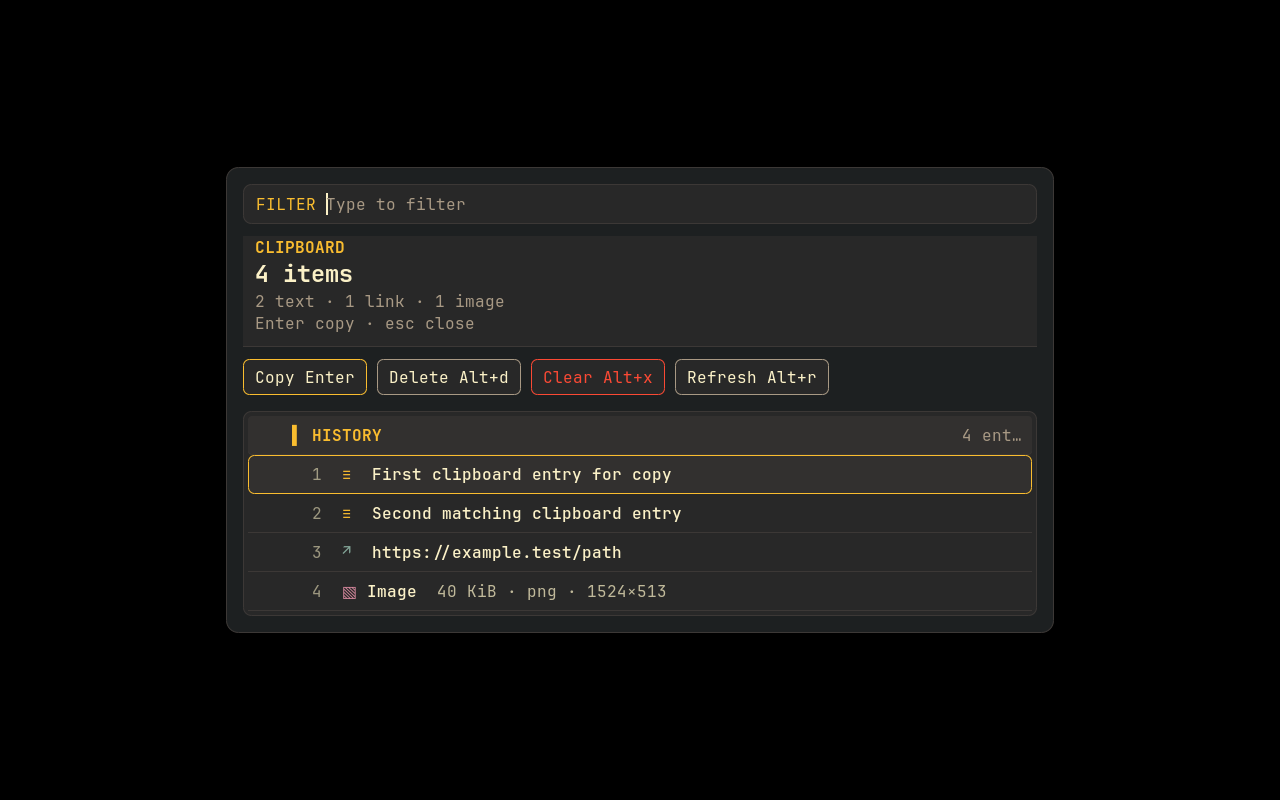 FILTER Type to filter
CLIPBOARD
4 items
2 text · 1 link · 1 image
Enter copy · esc close
Copy Enter Delete Alt+d Clear Alt+x Refresh Alt+r
HISTORY 4 ent…
1 First clipboard entry for copy
2 Second matching clipboard entry
3 https://example.test/path
4 Image 40 KiB · png · 1524×513